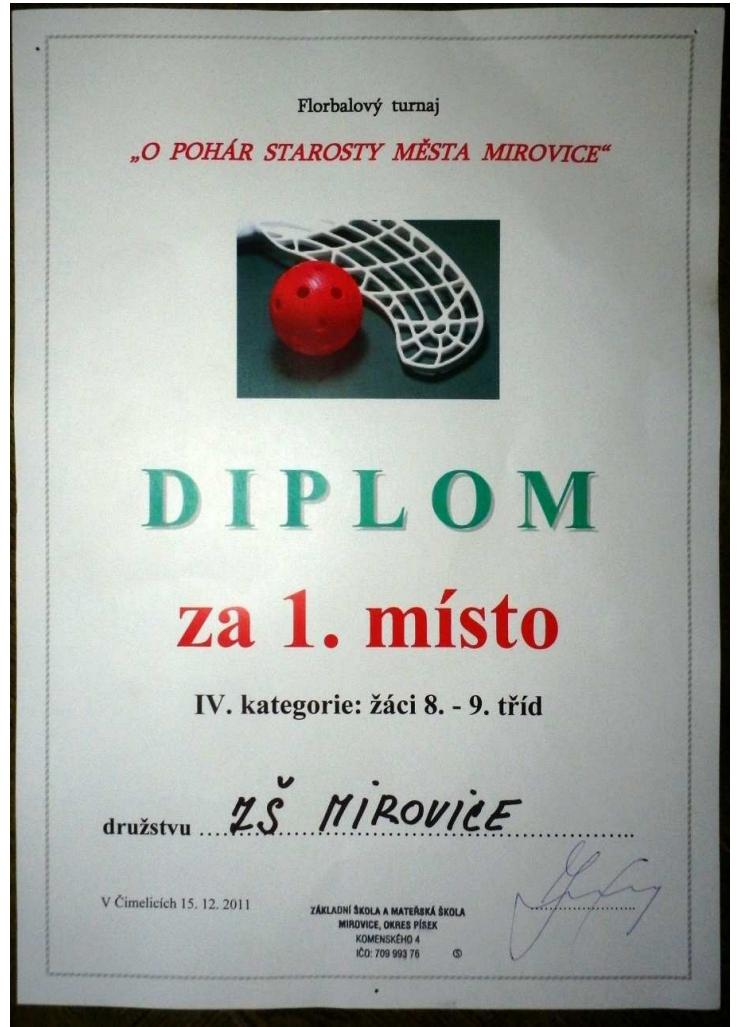 Florbalový turnaj
„O POHÁR STAROSTY MĚSTA MIROVICE“
DIPLOM
za 1. místo
IV. kategorie: žáci 8. - 9. tříd
družstvu ZŠ MIROVICE
V Čimelicích 15. 12. 2011
ZÁKLADNÍ ŠKOLA A MATEŘSKÁ ŠKOLA
MIROVICE, OKRES PÍSEK
KOMENSKÉHO 4
IČO: 709 993 76 Ⓢ